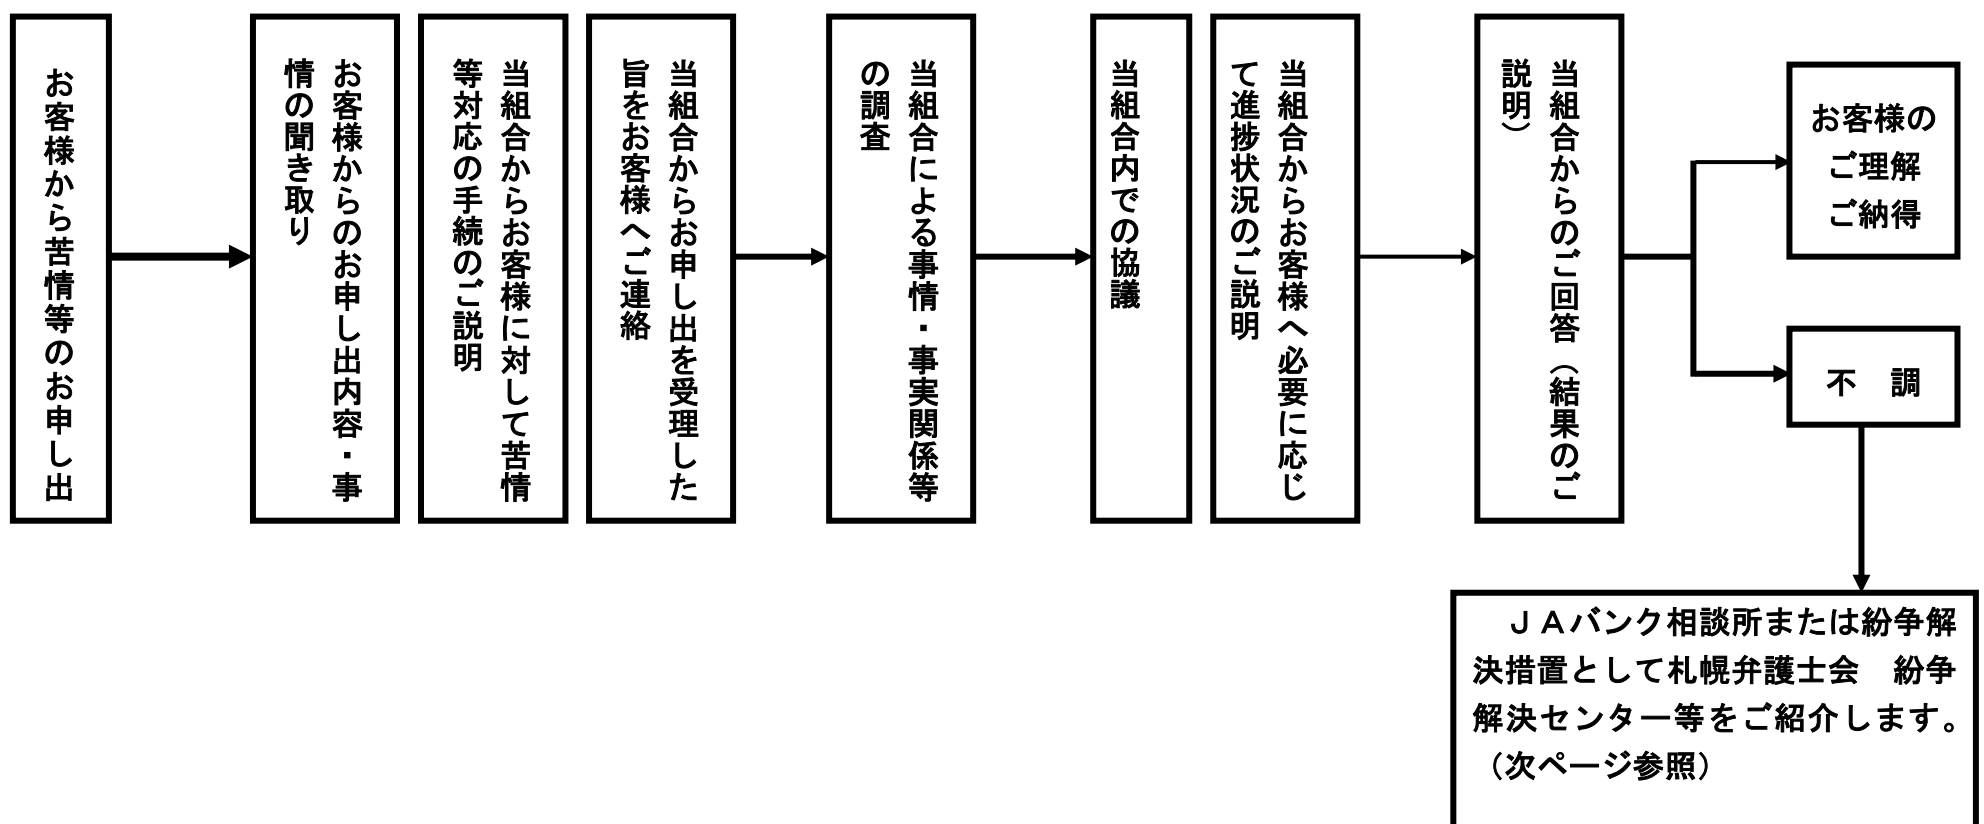 お客様から苦情等のお申し出
お客様からのお申し出内容・事
情の聞き取り
当組合からお客様に対して苦情
等対応の手続のご説明
当組合からお申し出を受理した
旨をお客様へご連絡
当組合による事情・事実関係等
の調査
当組合内での協議
当組合からお客様へ必要に応じ
て進捗状況のご説明
当組合からのご回答（結果のご
説明）
お客様の
ご理解
ご納得
不　調
ＪＡバンク相談所または紛争解
決措置として札幌弁護士会　紛争
解決センター等をご紹介します。
（次ページ参照）